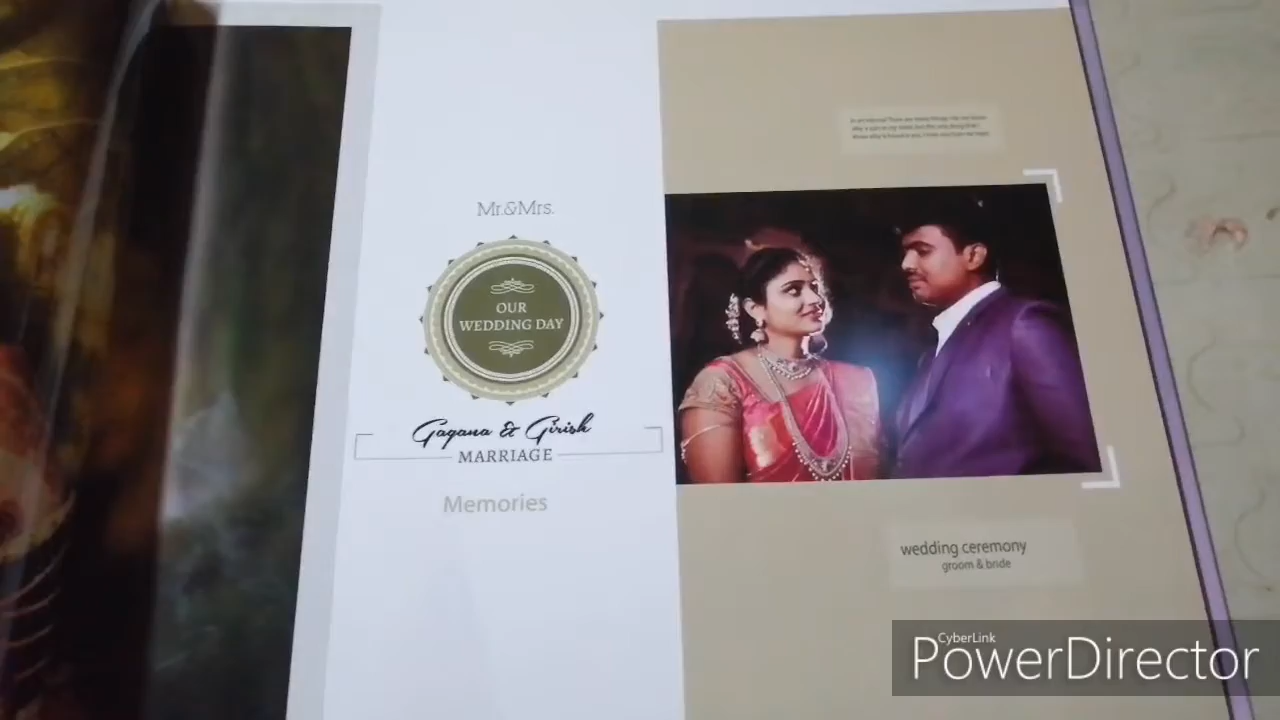 Mr.&Mrs.
OUR
WEDDING DAY
Gagana & Girish
MARRIAGE
Memories
wedding ceremony
groom & bride
CyberLink
PowerDirector